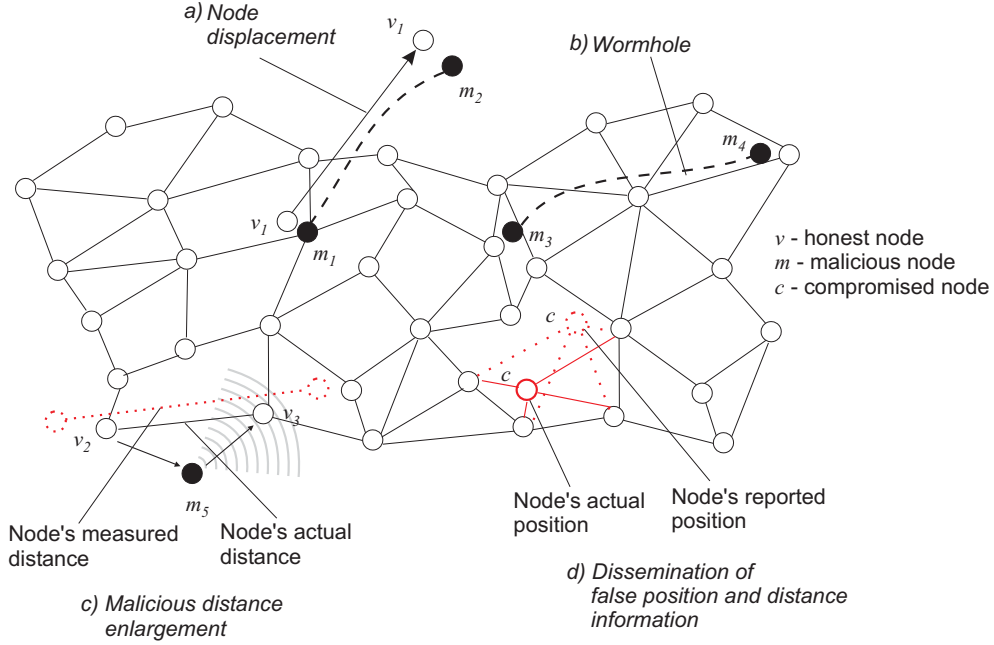 a) Node
displacement
v1
m2
b) Wormhole
m4
v1
m1
m3
v - honest node
m - malicious node
c - compromised node
c
c
v3
v2
m5
Node's measured
distance
Node's actual
distance
Node's actual
position
Node's reported
position
c) Malicious distance
enlargement
d) Dissemination of
false position and distance
information